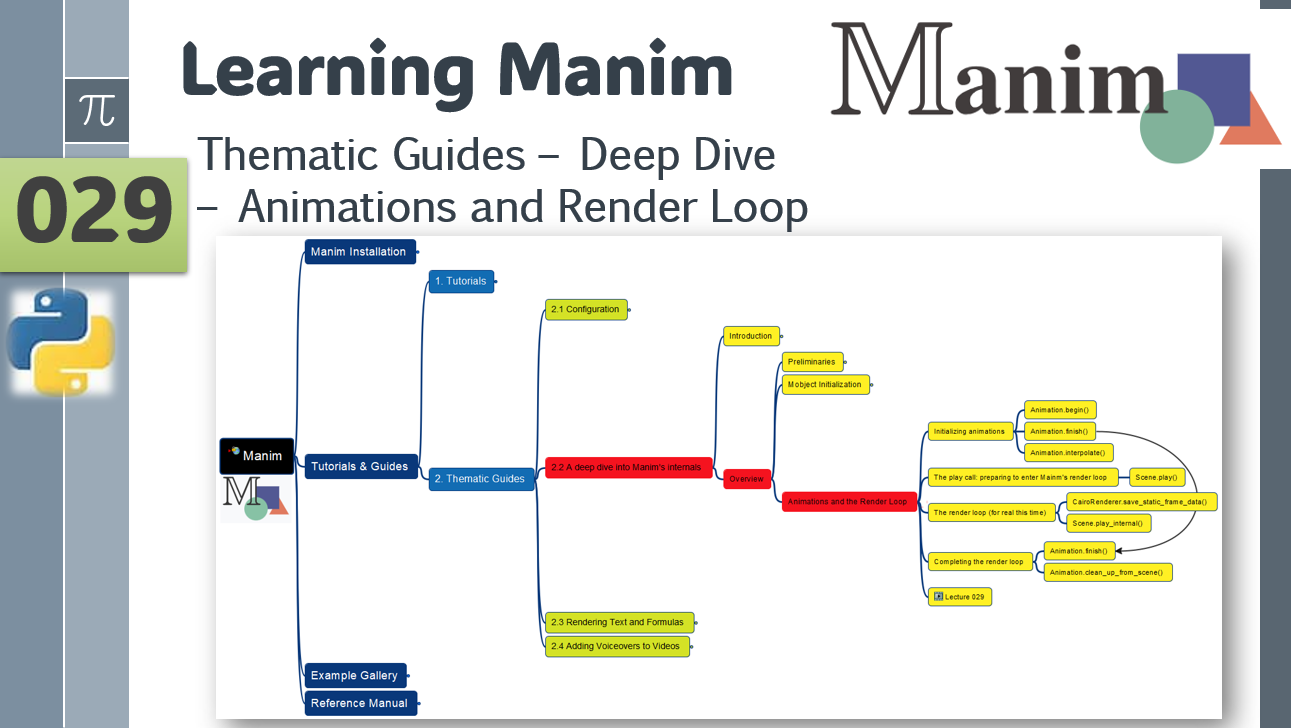 Learning Manim
Manim
π
Thematic Guides – Deep Dive
– Animations and Render Loop
029
Manim Installation
1. Tutorials
2.1 Configuration
Introduction
Preliminaries
Mobject Initialization
Animation.begin()
Initializing animations
Animation.finish()
Animation.interpolate()
Manim
M
Tutorials & Guides
2. Thematic Guides
2.2 A deep dive into Manim's internals
Overview
The play call: preparing to enter Mainm's render loop
Scene.play()
Animations and the Render Loop
CairoRenderer.save_static_frame_data()
The render loop (for real this time)
Scene.play_internal()
Animation.finish()
Completing the render loop
Animation.clean_up_from_scene()
Lecture 029
2.3 Rendering Text and Formulas
2.4 Adding Voiceovers to Videos
Example Gallery
Reference Manual